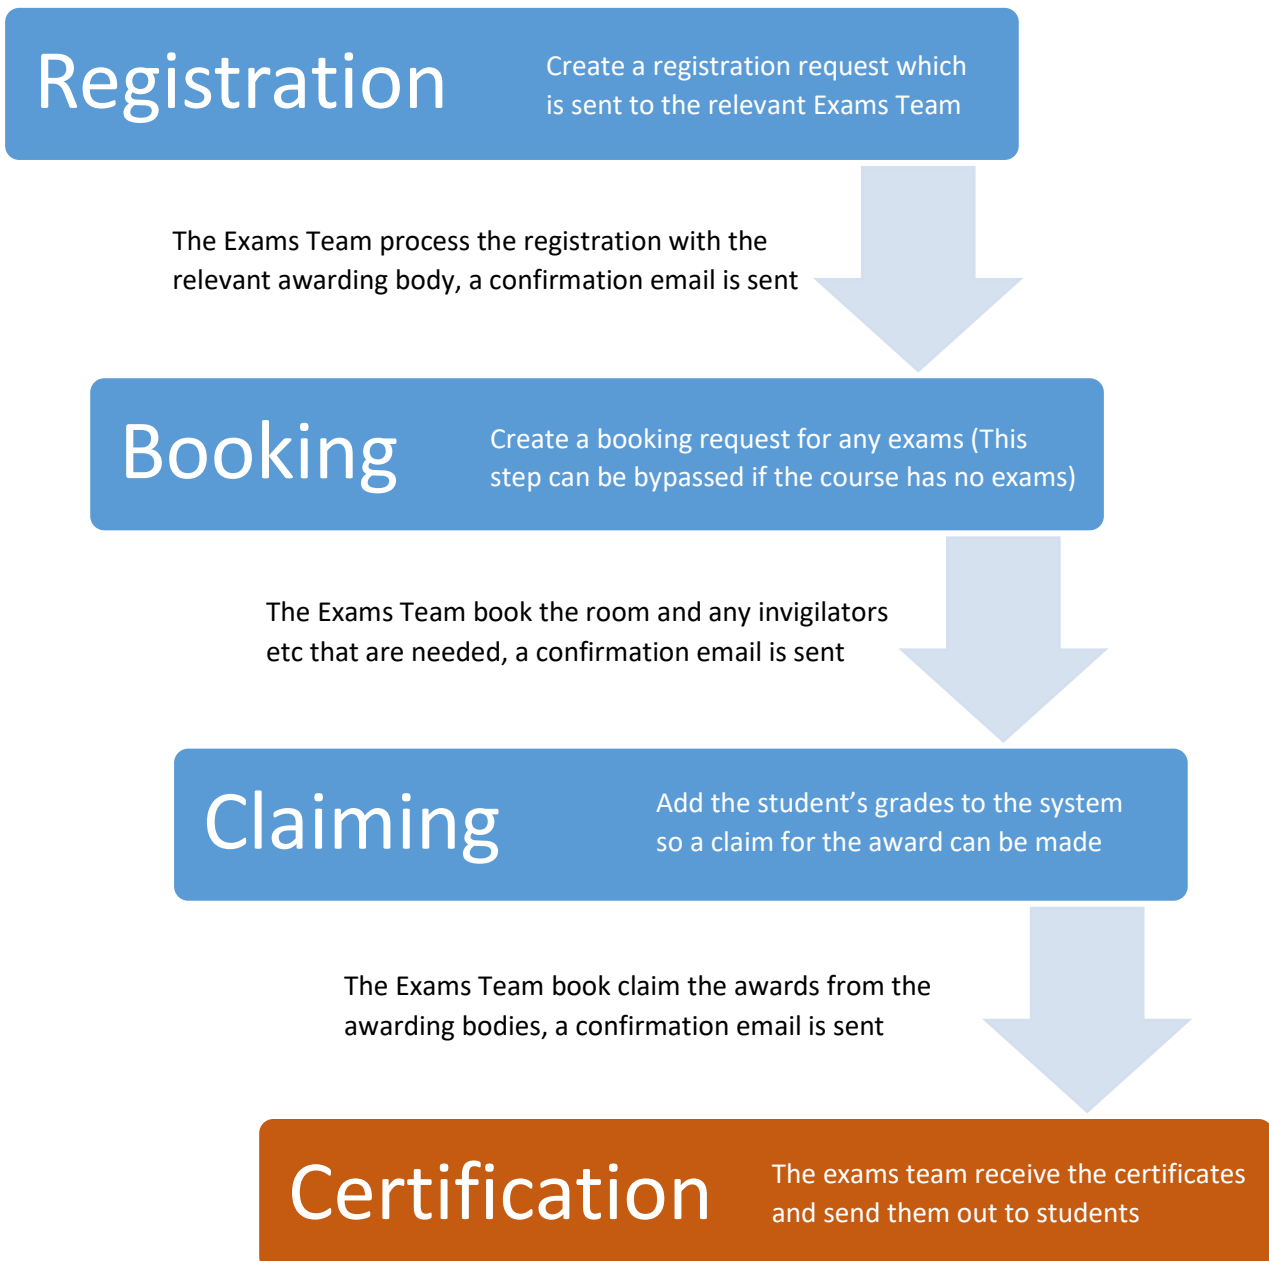 Registration
Create a registration request which
is sent to the relevant Exams Team
The Exams Team process the registration with the
relevant awarding body, a confirmation email is sent
Booking
Create a booking request for any exams (This
step can be bypassed if the course has no exams)
The Exams Team book the room and any invigilators
etc that are needed, a confirmation email is sent
Claiming
Add the student’s grades to the system
so a claim for the award can be made
The Exams Team book claim the awards from the
awarding bodies, a confirmation email is sent
Certification
The exams team receive the certificates
and send them out to students